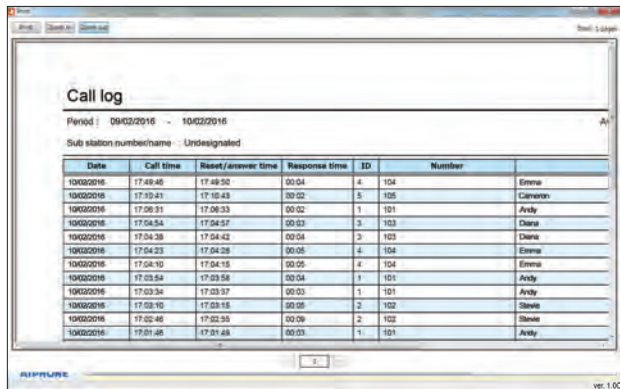 Print
Print Zoom in Zoom out Total: 1 pages
Call log
Period : 09/02/2016 - 10/02/2016
Sub station number/name : Undesignated
Date Call time Reset/answer time Response time ID Number
10/02/2016 17:49:46 17:49:50 00:04 4 104 Emma
10/02/2016 17:10:41 17:10:43 00:02 5 105 Cameron
10/02/2016 17:06:31 17:06:33 00:02 1 101 Andy
10/02/2016 17:04:54 17:04:57 00:03 3 103 Diana
10/02/2016 17:04:38 17:04:42 00:04 3 103 Diana
10/02/2016 17:04:23 17:04:28 00:05 4 104 Emma
10/02/2016 17:04:10 17:04:15 00:05 4 104 Emma
10/02/2016 17:03:54 17:03:58 00:04 1 101 Andy
10/02/2016 17:03:34 17:03:37 00:03 1 101 Andy
10/02/2016 17:03:10 17:03:15 00:05 2 102 Stevie
10/02/2016 17:02:46 17:02:55 00:09 2 102 Stevie
10/02/2016 17:01:46 17:01:49 00:03 1 101 Andy
1
AIPHONE
ver. 1.00